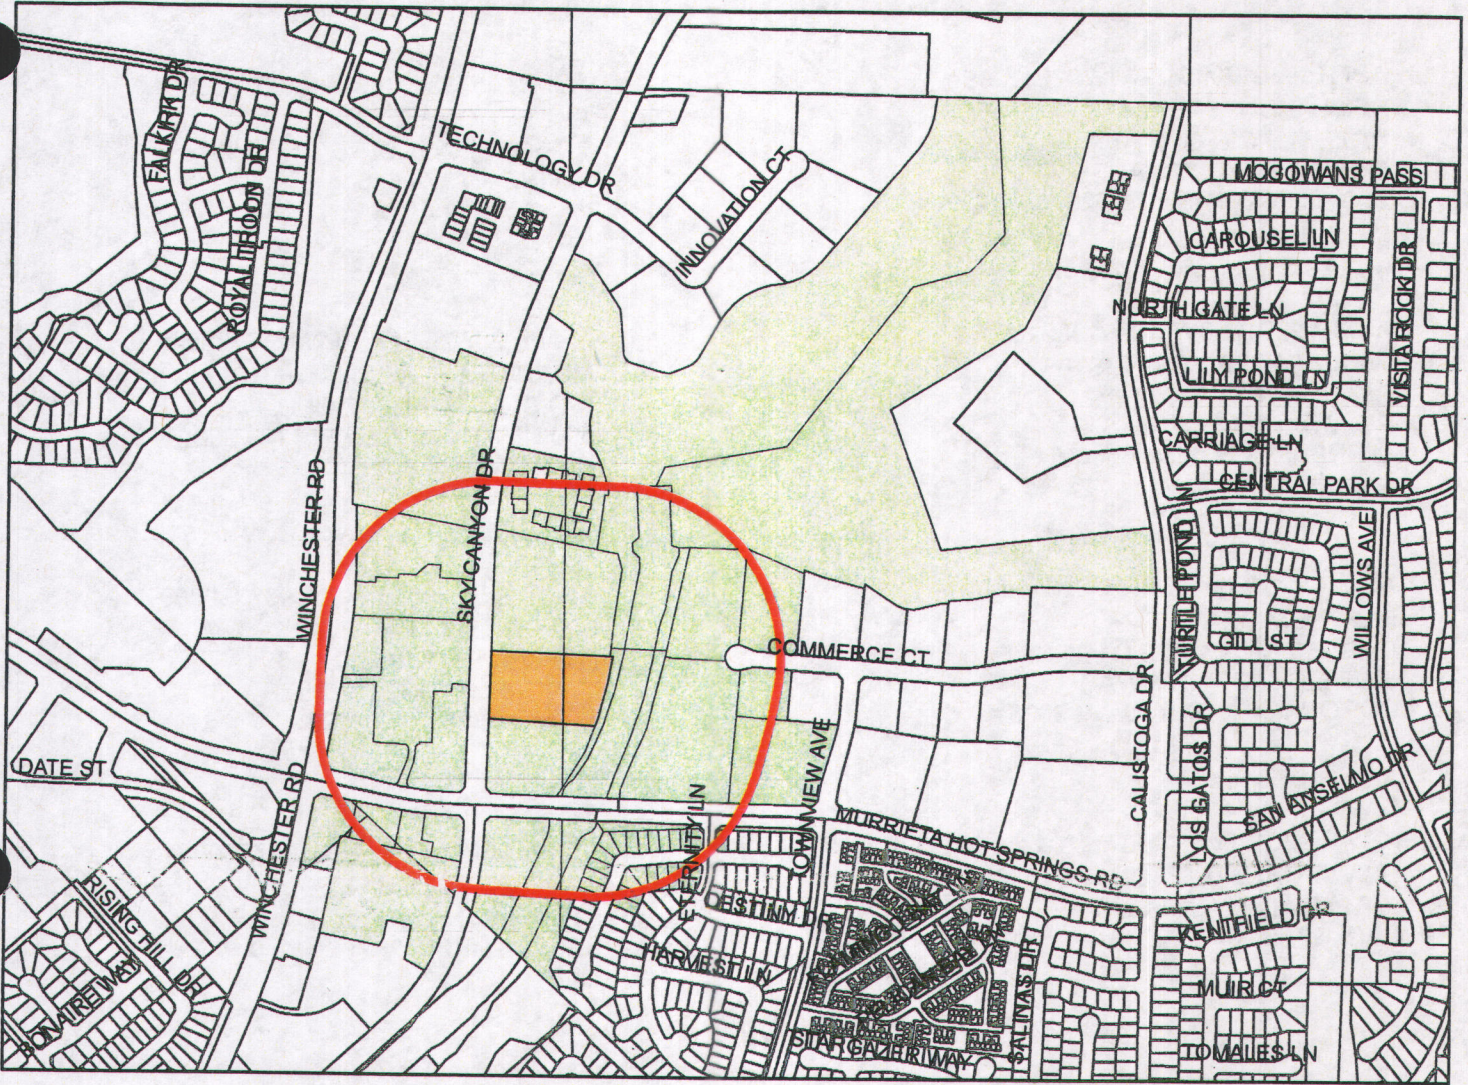 FALKIRK DR
ROYAL TROON DR
TECHNOLOGY DR
INNOVATION CT
MCGOWANS PASS
CAROUSEL LN
VISTA ROCK DR
NORTH GATE LN
LILY POND LN
CARRIAGE LN
CENTRAL PARK DR
WINCHESTER RD
SKY CANYON DR
TURTLE POND LN
WILLOWS AVE
GILL ST
COMMERCE CT
CALISTOGA DR
LOS GATOS DR
SAN ANSELMO DR
DATE ST
WINCHESTER RD
ETERNITY LN
TOWNVIEW AVE
MURRIETA HOT SPRINGS RD
RISING HILL DR
BONAIRE WAY
DESTINY DR
HARVEST LN
KENTFIELD DR
MUIR CT
SALINAS DR
STARGAZER WAY
TOMALES LN